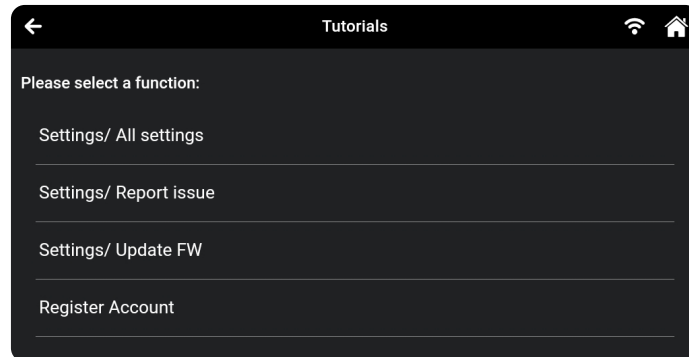 Tutorials
Please select a function:
Settings/ All settings
Settings/ Report issue
Settings/ Update FW
Register Account